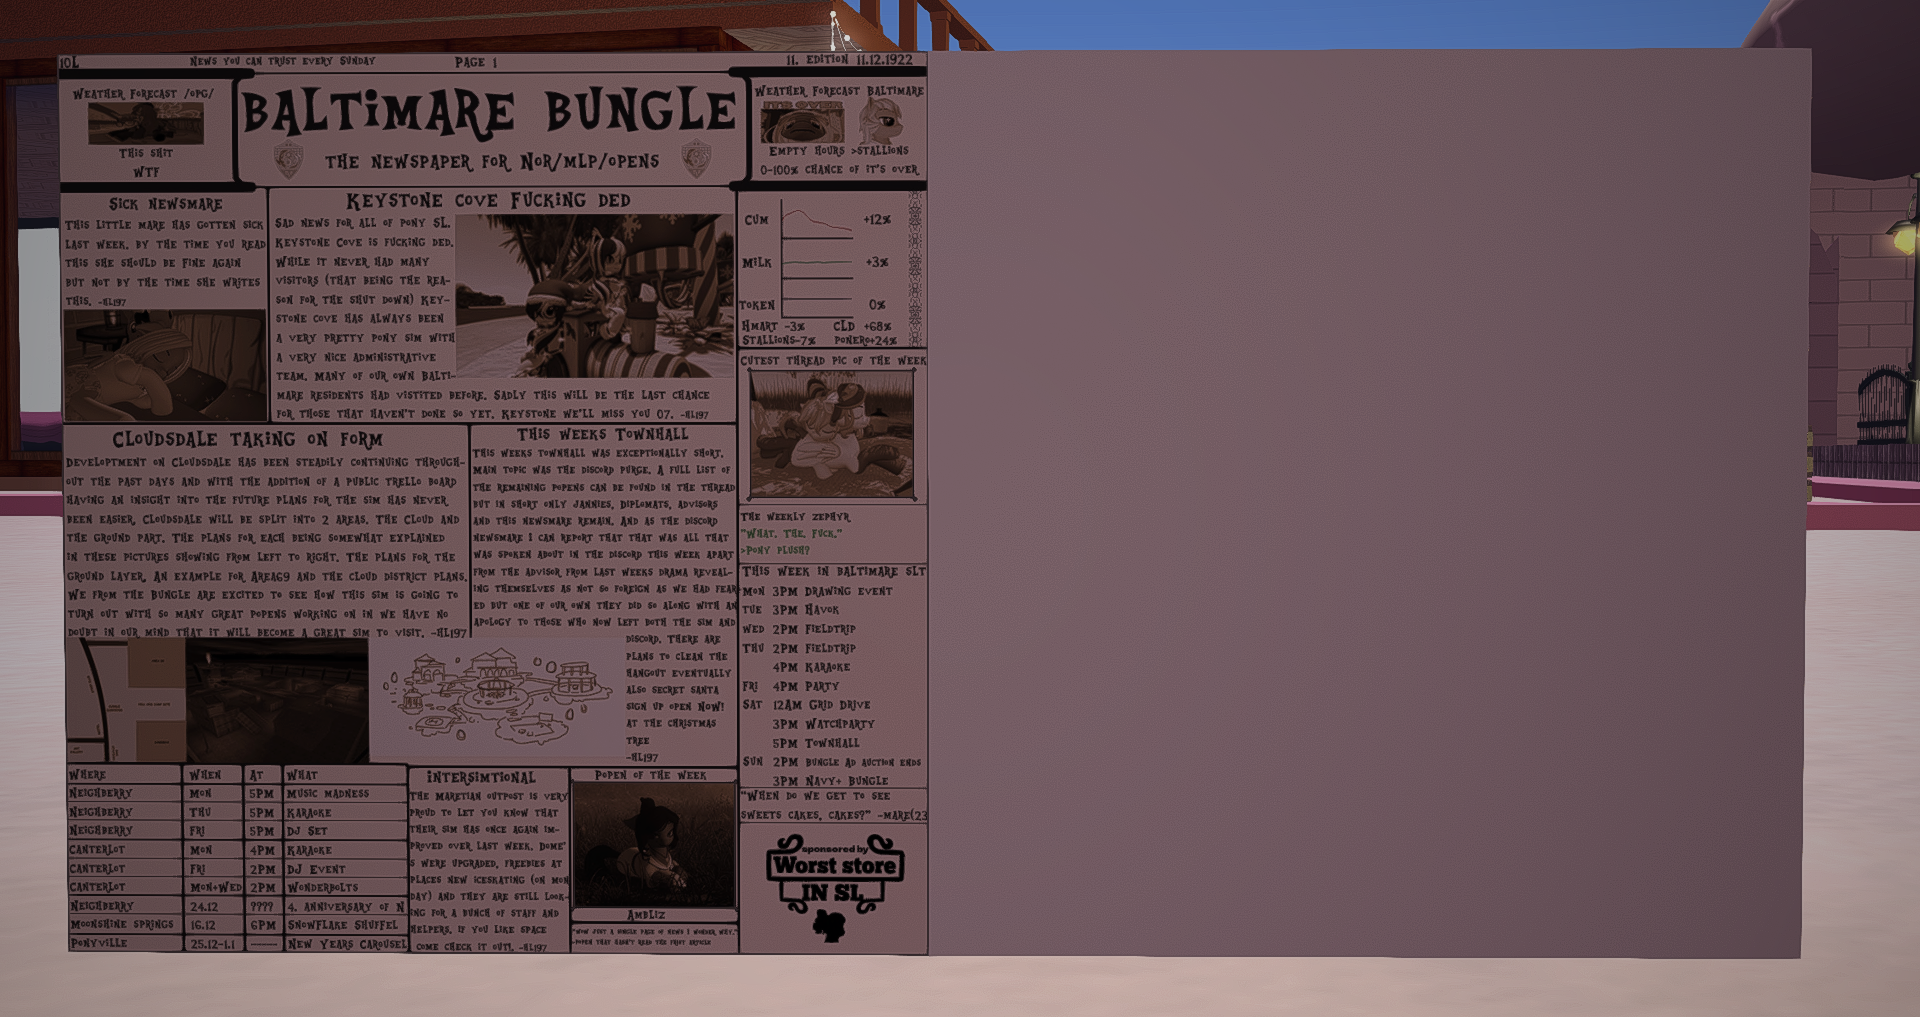 10L
News you can trust every Sunday
Page 1
11. Edition 11.12.1922
Weather Forecast /opg/
This shit
WTF
Baltimare Bungle
The newspaper for Nor/mlp/opens
Weather Forecast Baltimare
IT'S OVER
Empty Hours >Stallions
0-100% chance of it's over
Sick Newsmare
This little mare has gotten sick
last week. By the time you read
this she should be fine again
but not by the time she writes
this. -HL197
Keystone cove Fucking ded
Sad news for all of pony SL.
Keystone Cove is fucking ded.
While it never had many
visitors (that being the rea-
son for the shut down) Key-
stone cove has always been
a very pretty pony sim with
a very nice administrative
team. Many of our own Balti-
mare residents had vistited before. Sadly this will be the last chance
for those that haven't done so yet. Keystone we'll miss you o7. -HL197
Cum +12%
Milk +3%
Token 0%
Hmart -3% CLD +68%
Stallions-7% Ponero+24%
Cutest thread pic of the week
Cloudsdale taking on form
Developtment on Cloudsdale has been steadily continuing through-
out the past days and with the addition of a public trello board
having an insight into the future plans for the sim has never
been easier. Cloudsdale will be split into 2 areas. The Cloud and
the ground part. The plans for each being somewhat explained
in these pictures showing from left to right. The plans for the
ground layer. An example for Area69 and the cloud district plans.
We from the Bungle are excited to see how this sim is going to
turn out with so many great popens working on in we have no
doubt in our mind that it will become a great sim to visit. -HL197
This weeks Townhall
This weeks townhall was exceptionally short.
Main topic was the discord purge. A full list of
the remaining popens can be found in the thread
but in short only jannies, diplomats, advisors
and this newsmare remain. And as the discord
newsmare I can report that that was all that
was spoken about in the discord this week apart
from the advisor from last weeks drama reveal-
ing themselves as not so foreign as we had fear
ed but one of our own they did so along with an
apology to those who now left both the sim and
discord. There are
plans to clean the
hangout eventually
also secret santa
sign up open NOW!
at the christmas
tree
-HL197
The weekly zephyr
"What. The. Fuck."
>Pony plush?
This week in Baltimare SLT
Mon 3PM Drawing event
Tue 3PM Havok
Wed 2PM Fieldtrip
Thu 2PM Fieldtrip
4PM Karaoke
Fri 4PM Party
Sat 12AM Grid Drive
3PM Watchparty
5PM Townhall
Sun 2PM Bungle ad auction ends
3PM Navy+ Bungle
"When do we get to see
sweets cakes, Cakes?" -Mare(23
Where When At What
Neighberry Mon 5PM Music Madness
Neighberry Thu 5PM Karaoke
Neighberry Fri 5PM DJ Set
Canterlot Mon 4PM Karaoke
Canterlot Fri 2PM DJ Event
Canterlot Mon+Wed 2PM Wonderbolts
Neighberry 24.12 ???? 4. Anniversary of N
Moonshine Springs 16.12 6PM Snowflake Shuffel
Ponyville 25.12-1.1 ------ New Years Carousel
intersimtional
The Maretian outpost is very
proud to let you know that
their sim has once again im-
proved over last week. Dome'
s were upgraded, freebies at
places new iceskating (on Mon
day) and they are still look-
ing for a bunch of staff and
helpers. If you like space
come check it out!. -HL197
Popen of the week
Ambliz
"Wow just a single page of news I wonder why."
-Popen that hasn't read the first article
sponsored by
Worst store
IN SL